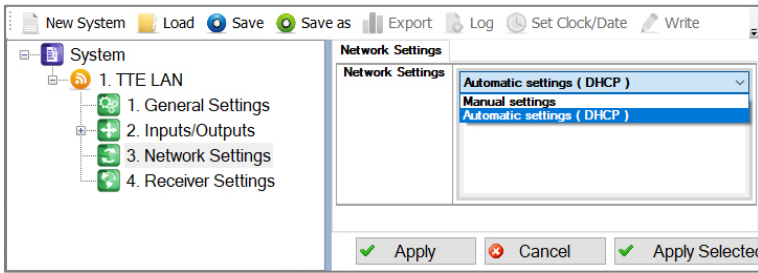 New System Load Save Save as Export Log Set Clock/Date Write
System
1. TTE LAN
1. General Settings
2. Inputs/Outputs
3. Network Settings
4. Receiver Settings
Network Settings
Network Settings
Automatic settings ( DHCP )
Manual settings
Automatic settings ( DHCP )
Apply Cancel Apply Selected